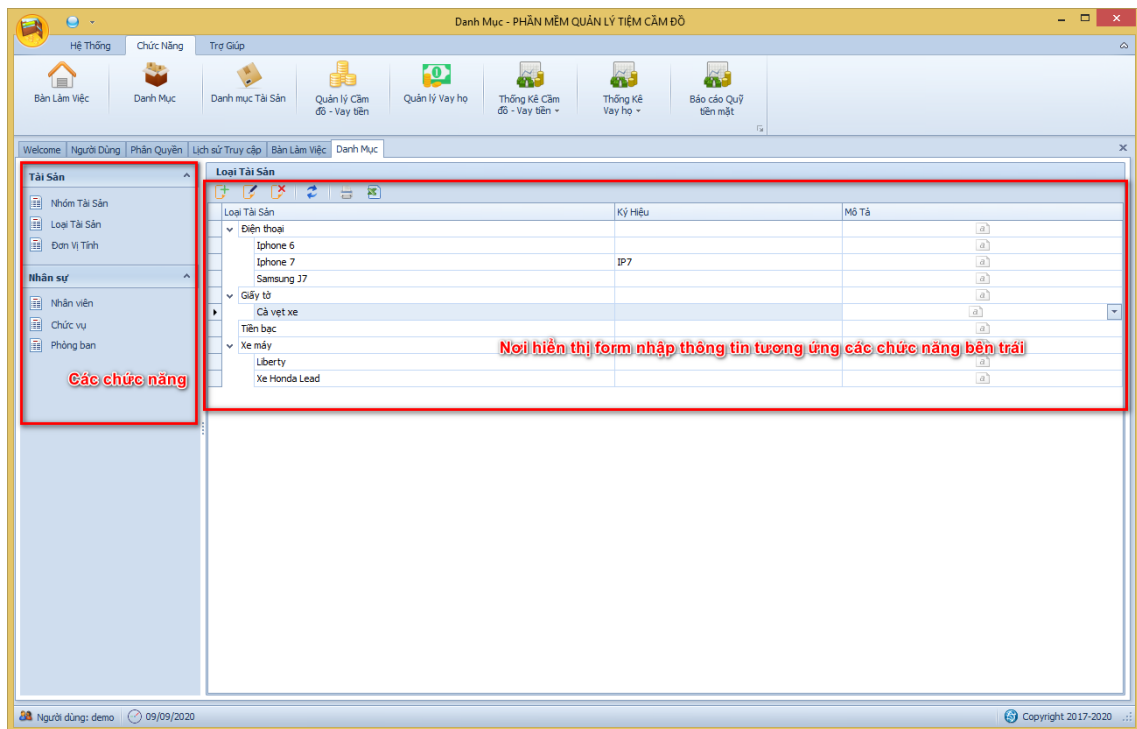 Danh Mục - PHẦN MỀM QUẢN LÝ TIỆM CẦM ĐỒ
Hệ Thống Chức Năng Trợ Giúp
Bàn Làm Việc
Danh Mục
Danh mục Tài Sản
Quản lý Cầm
đồ - Vay tiền
Quản lý Vay họ
Thống Kê Cầm
đồ - Vay tiền
Thống Kê
Vay họ
Báo cáo Quỹ
tiền mặt
Welcome Người Dùng Phân Quyền Lịch sử Truy cập Bàn Làm Việc Danh Mục
Tài Sản
Nhóm Tài Sản
Loại Tài Sản
Đơn Vị Tính
Nhân sự
Nhân viên
Chức vụ
Phòng ban
Các chức năng
Loại Tài Sản
Loại Tài Sản Ký Hiệu Mô Tả
Điện thoại
Iphone 6
Iphone 7 IP7
Samsung J7
Giấy tờ
Cà vẹt xe
Tiền bạc
Xe máy
Nơi hiển thị form nhập thông tin tương ứng các chức năng bên trái
Liberty
Xe Honda Lead
Người dùng: demo 09/09/2020 Copyright 2017-2020